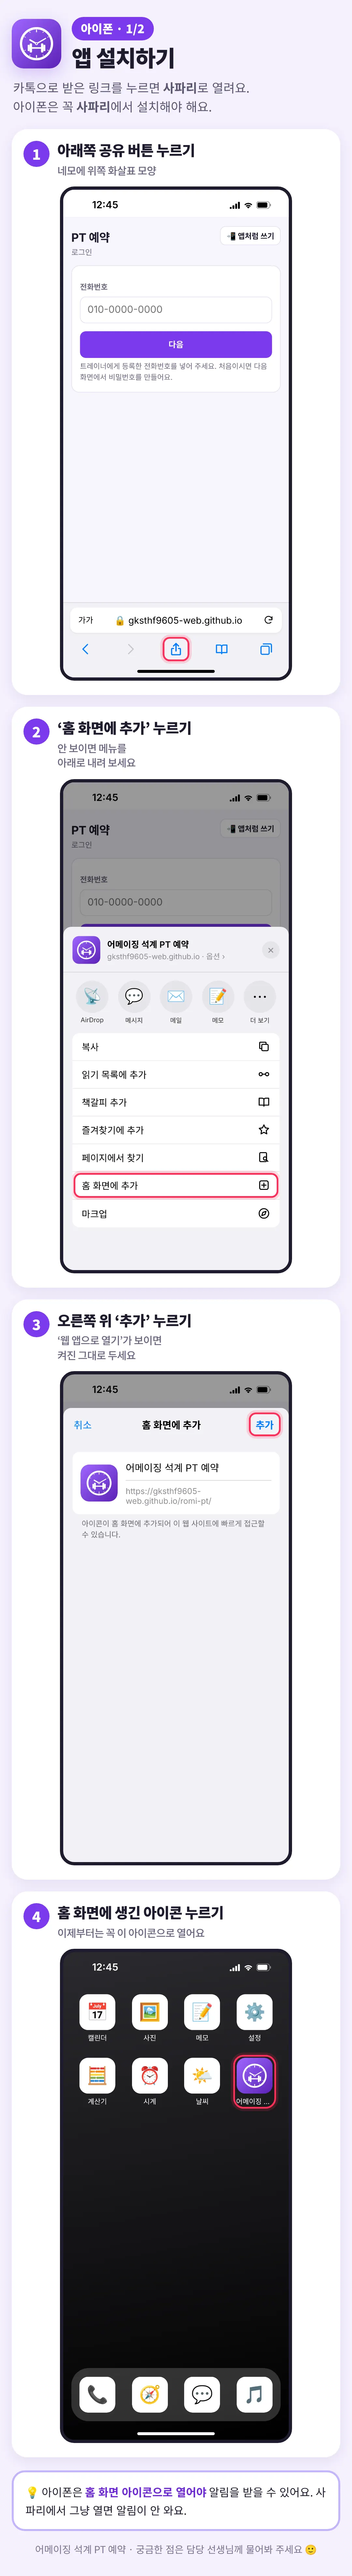 아이폰 · 1/2
앱 설치하기
카톡으로 받은 링크를 누르면 사파리로 열려요.
아이폰은 꼭 사파리에서 설치해야 해요.
1
아래쪽 공유 버튼 누르기
네모에 위쪽 화살표 모양
12:45
PT 예약
📲 앱처럼 쓰기
로그인
전화번호
010-0000-0000
다음
트레이너에게 등록한 전화번호를 넣어 주세요. 처음이시면 다음
화면에서 비밀번호를 만들어요.
가가 🔒 gksthf9605-web.github.io
2
‘홈 화면에 추가’ 누르기
안 보이면 메뉴를
아래로 내려 보세요
12:45
PT 예약
📲 앱처럼 쓰기
로그인
전화번호
010-0000-0000
어메이징 석계 PT 예약
gksthf9605-web.github.io · 옵션 ›
AirDrop 메시지 메일 메모 더 보기
복사
읽기 목록에 추가
책갈피 추가
즐겨찾기에 추가
페이지에서 찾기
홈 화면에 추가
마크업
3
오른쪽 위 ‘추가’ 누르기
‘웹 앱으로 열기’가 보이면
켜진 그대로 두세요
12:45
취소 홈 화면에 추가 추가
어메이징 석계 PT 예약
https://gksthf9605-
web.github.io/romi-pt/
아이콘이 홈 화면에 추가되어 이 웹 사이트에 빠르게 접근할
수 있습니다.
4
홈 화면에 생긴 아이콘 누르기
이제부터는 꼭 이 아이콘으로 열어요
12:45
캘린더 사진 메모 설정
계산기 시계 날씨 어메이징 ...
💡 아이폰은 홈 화면 아이콘으로 열어야 알림을 받을 수 있어요. 사
파리에서 그냥 열면 알림이 안 와요.
어메이징 석계 PT 예약 · 궁금한 점은 담당 선생님께 물어봐 주세요 🙂